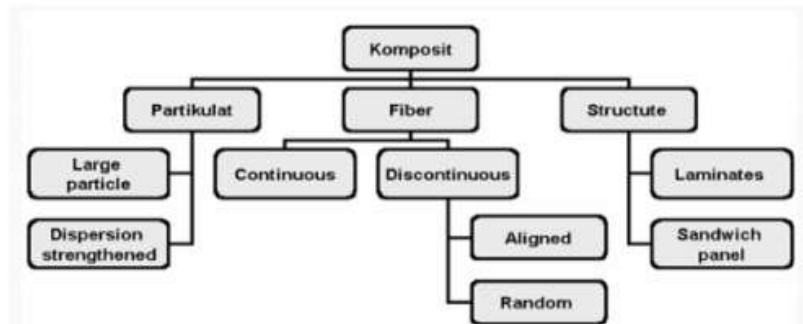 Komposit
Partikulat
Fiber
Structute
Large
particle
Continuous
Discontinuous
Laminates
Dispersion
strengthened
Aligned
Sandwich
panel
Random